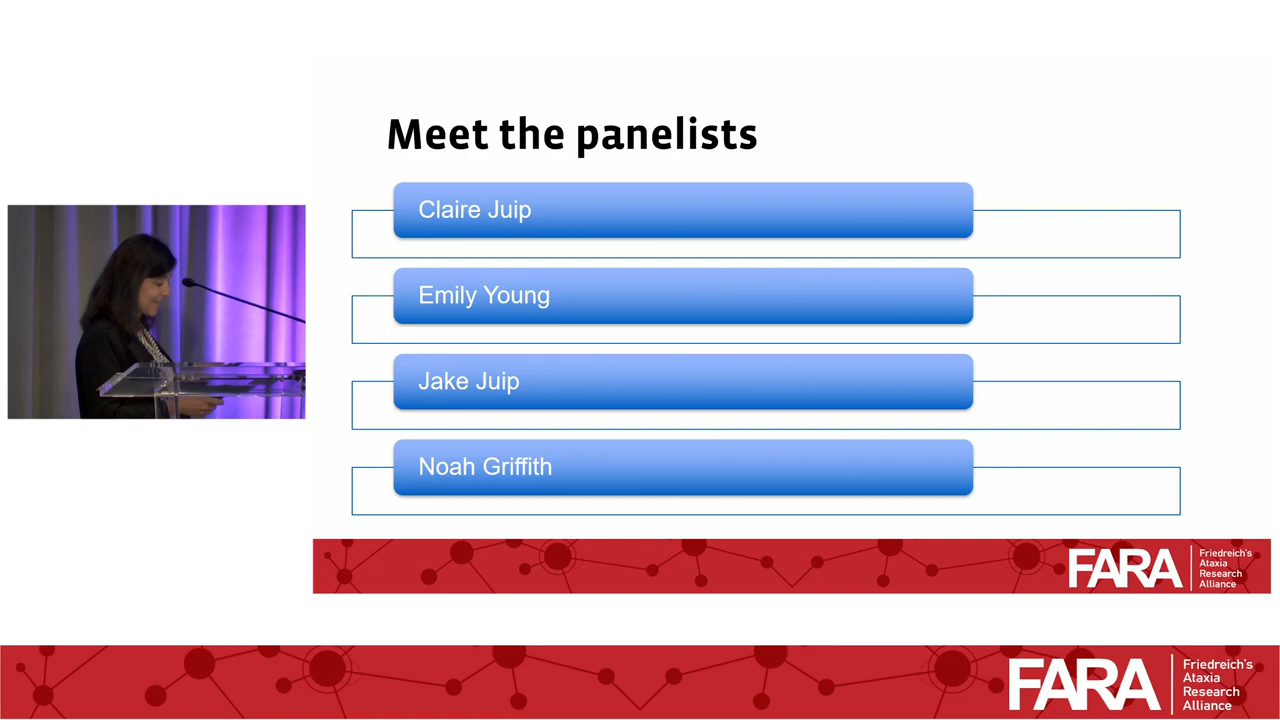 Meet the panelists
Claire Juip
Emily Young
Jake Juip
Noah Griffith
FARA
Friedreich's
Ataxia
Research
Alliance
FARA
Friedreich's
Ataxia
Research
Alliance